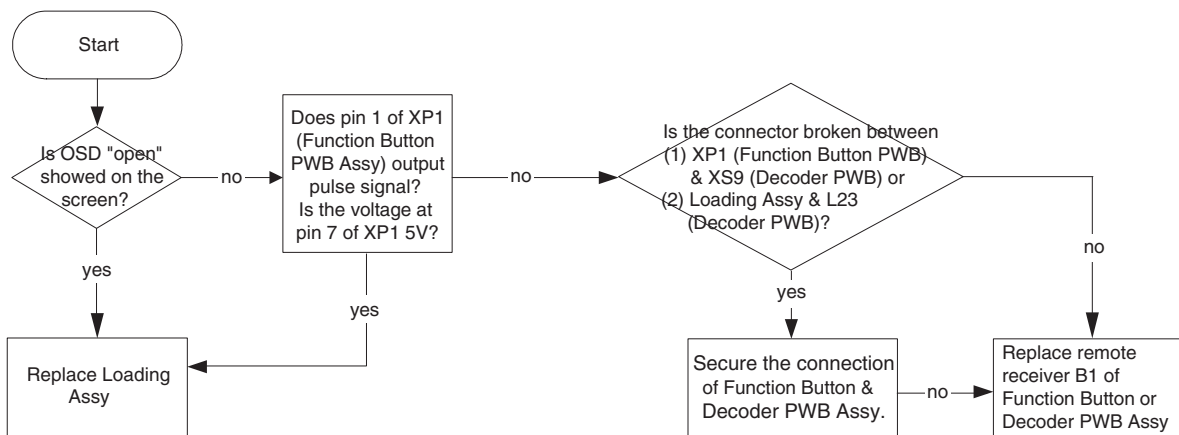 Start
Is OSD "open"
showed on the
screen?
no
yes
Replace Loading
Assy
Does pin 1 of XP1
(Function Button
PWB Assy) output
pulse signal?
Is the voltage at
pin 7 of XP1 5V?
no
yes
Is the connector broken between
(1) XP1 (Function Button PWB)
& XS9 (Decoder PWB) or
(2) Loading Assy & L23
(Decoder PWB)?
yes
no
Secure the connection
of Function Button &
Decoder PWB Assy.
no
Replace remote
receiver B1 of
Function Button or
Decoder PWB Assy